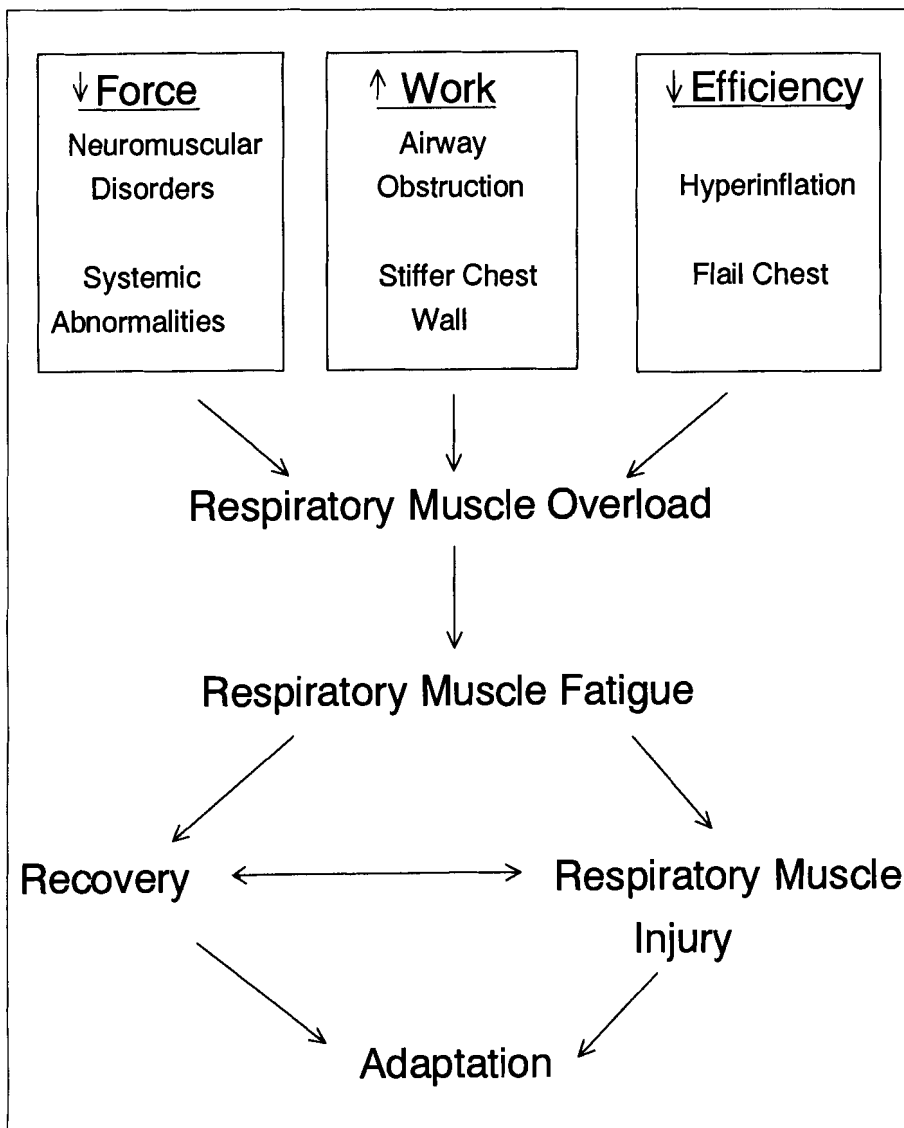 ↓ Force
Neuromuscular
Disorders
Systemic
Abnormalities
↑ Work
Airway
Obstruction
Stiffer Chest
Wall
↓ Efficiency
Hyperinflation
Flail Chest
Respiratory Muscle Overload
Respiratory Muscle Fatigue
Recovery
Respiratory Muscle
Injury
Adaptation